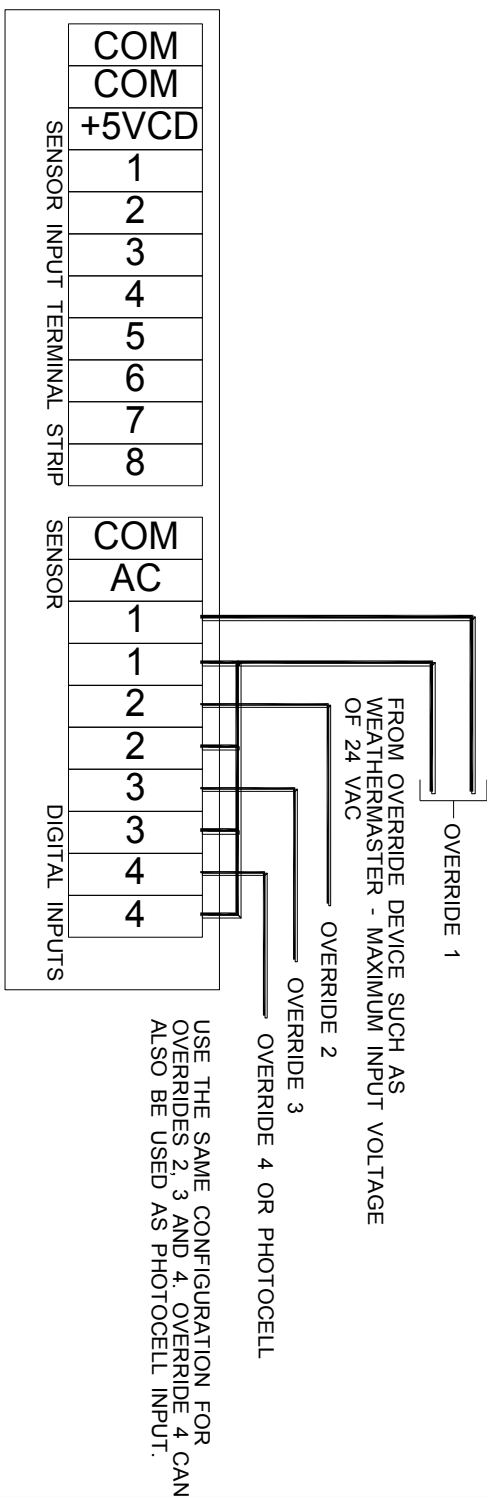 COM
COM
+5VCD
1
2
3
4
5
6
7
8
SENSOR INPUT TERMINAL STRIP
COM
AC
1
1
2
2
3
3
4
4
SENSOR
DIGITAL INPUTS
OVERRIDE 1
FROM OVERRIDE DEVICE SUCH AS
WEATHERMASTER - MAXIMUM INPUT VOLTAGE
OF 24 VAC
OVERRIDE 2
OVERRIDE 3
OVERRIDE 4 OR PHOTOCELL
USE THE SAME CONFIGURATION FOR
OVERRIDES 2, 3 AND 4. OVERRIDE 4 CAN
ALSO BE USED AS PHOTOCELL INPUT.